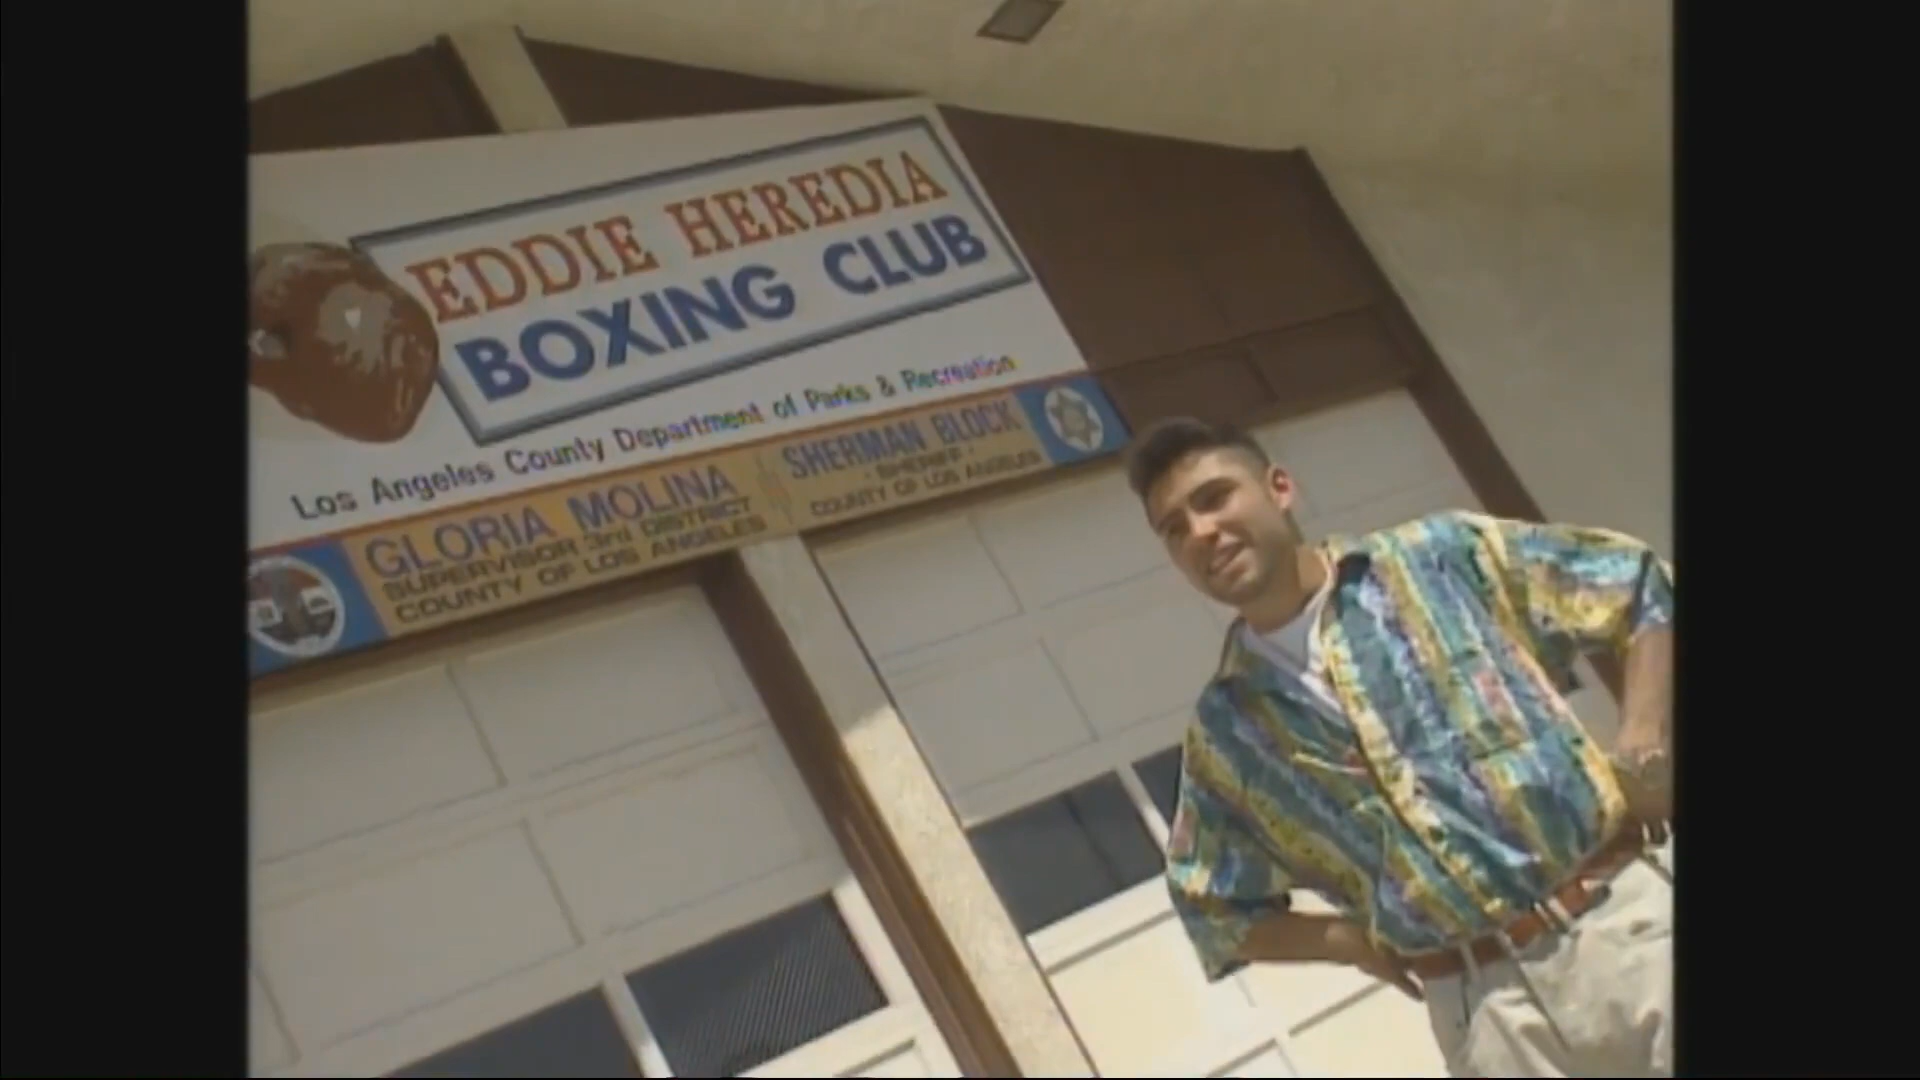 EDDIE HEREDIA
BOXING CLUB
Los Angeles County Department of Parks & Recreation
GLORIA MOLINA
SUPERVISOR 3rd DISTRICT
COUNTY OF LOS ANGELES
SHERMAN BLOCK
· SHERIFF ·
COUNTY OF LOS ANGELES